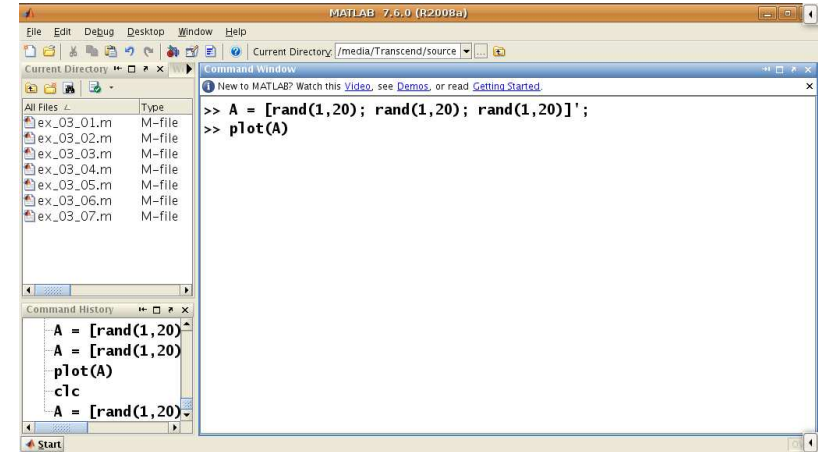 MATLAB 7.6.0 (R2008a)
File Edit Debug Desktop Window Help
Current Directory: /media/Transcend/source
Current Directory
All Files Type
ex_03_01.m M-file
ex_03_02.m M-file
ex_03_03.m M-file
ex_03_04.m M-file
ex_03_05.m M-file
ex_03_06.m M-file
ex_03_07.m M-file
Command History
A = [rand(1,20)
A = [rand(1,20)
plot(A)
clc
A = [rand(1,20)
Command Window
New to MATLAB? Watch this Video, see Demos, or read Getting Started.
>> A = [rand(1,20); rand(1,20); rand(1,20)]';
>> plot(A)
Start